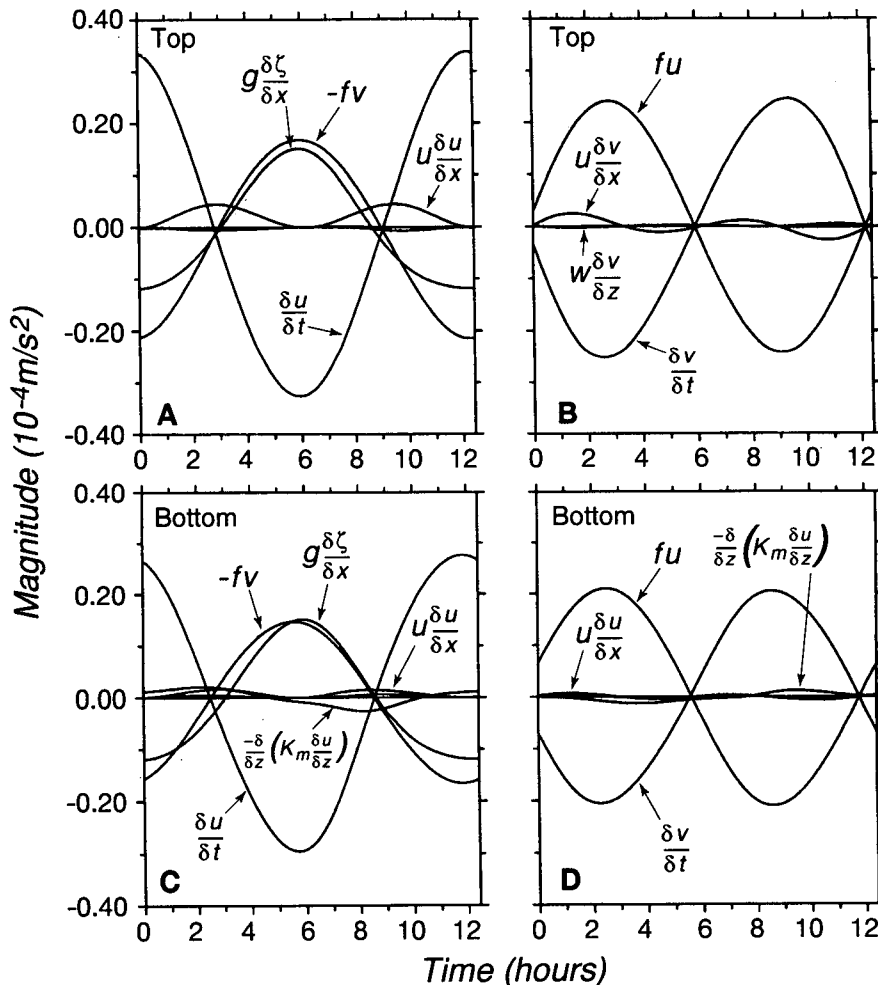 Magnitude (10-4m/s2)
0.40
0.20
0.00
-0.20
-0.40
Top
g δζ/δx
-fv
u δu/δx
δu/δt
A
0 2 4 6 8 10 12
Top
fu
u δv/δx
w δv/δz
δv/δt
B
0 2 4 6 8 10 12
0.40
0.20
0.00
-0.20
-0.40
Bottom
-fv
g δζ/δx
u δu/δx
-δ/δz (Km δu/δz)
δu/δt
C
0 2 4 6 8 10 12
Bottom
fu
-δ/δz (Km δu/δz)
u δu/δx
δv/δt
D
0 2 4 6 8 10 12
Time (hours)